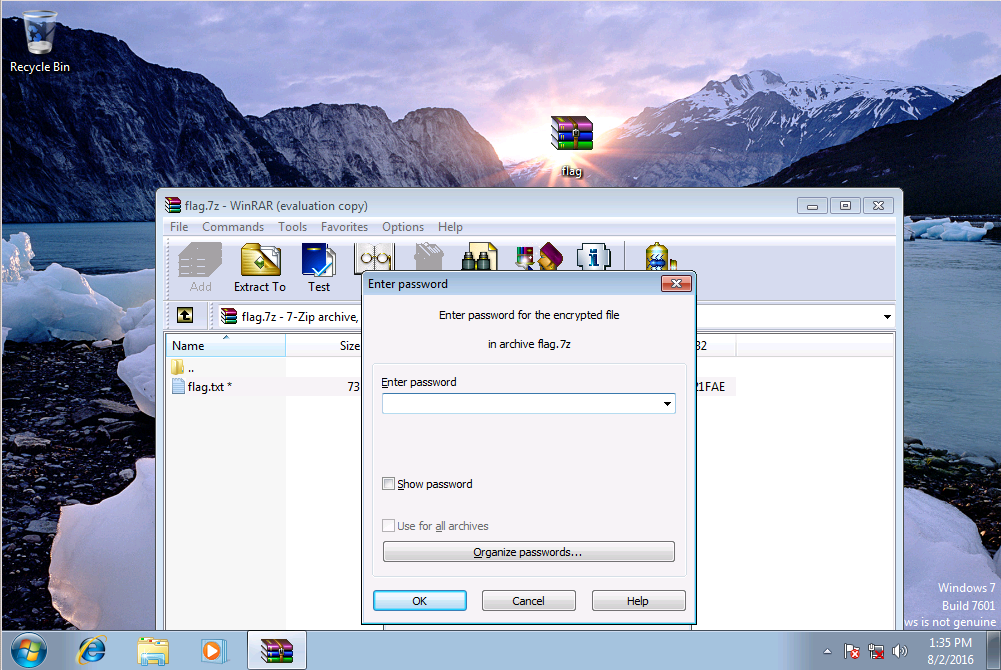 Recycle Bin
flag
flag.7z - WinRAR (evaluation copy)
File Commands Tools Favorites Options Help
Add Extract To Test
flag.7z - 7-Zip archive,
Name Size 32
..
flag.txt * 73 21FAE
Enter password
Enter password for the encrypted file
in archive flag.7z
Enter password
Show password
Use for all archives
Organize passwords...
OK Cancel Help
Windows 7
Build 7601
ws is not genuine
1:35 PM
8/2/2016